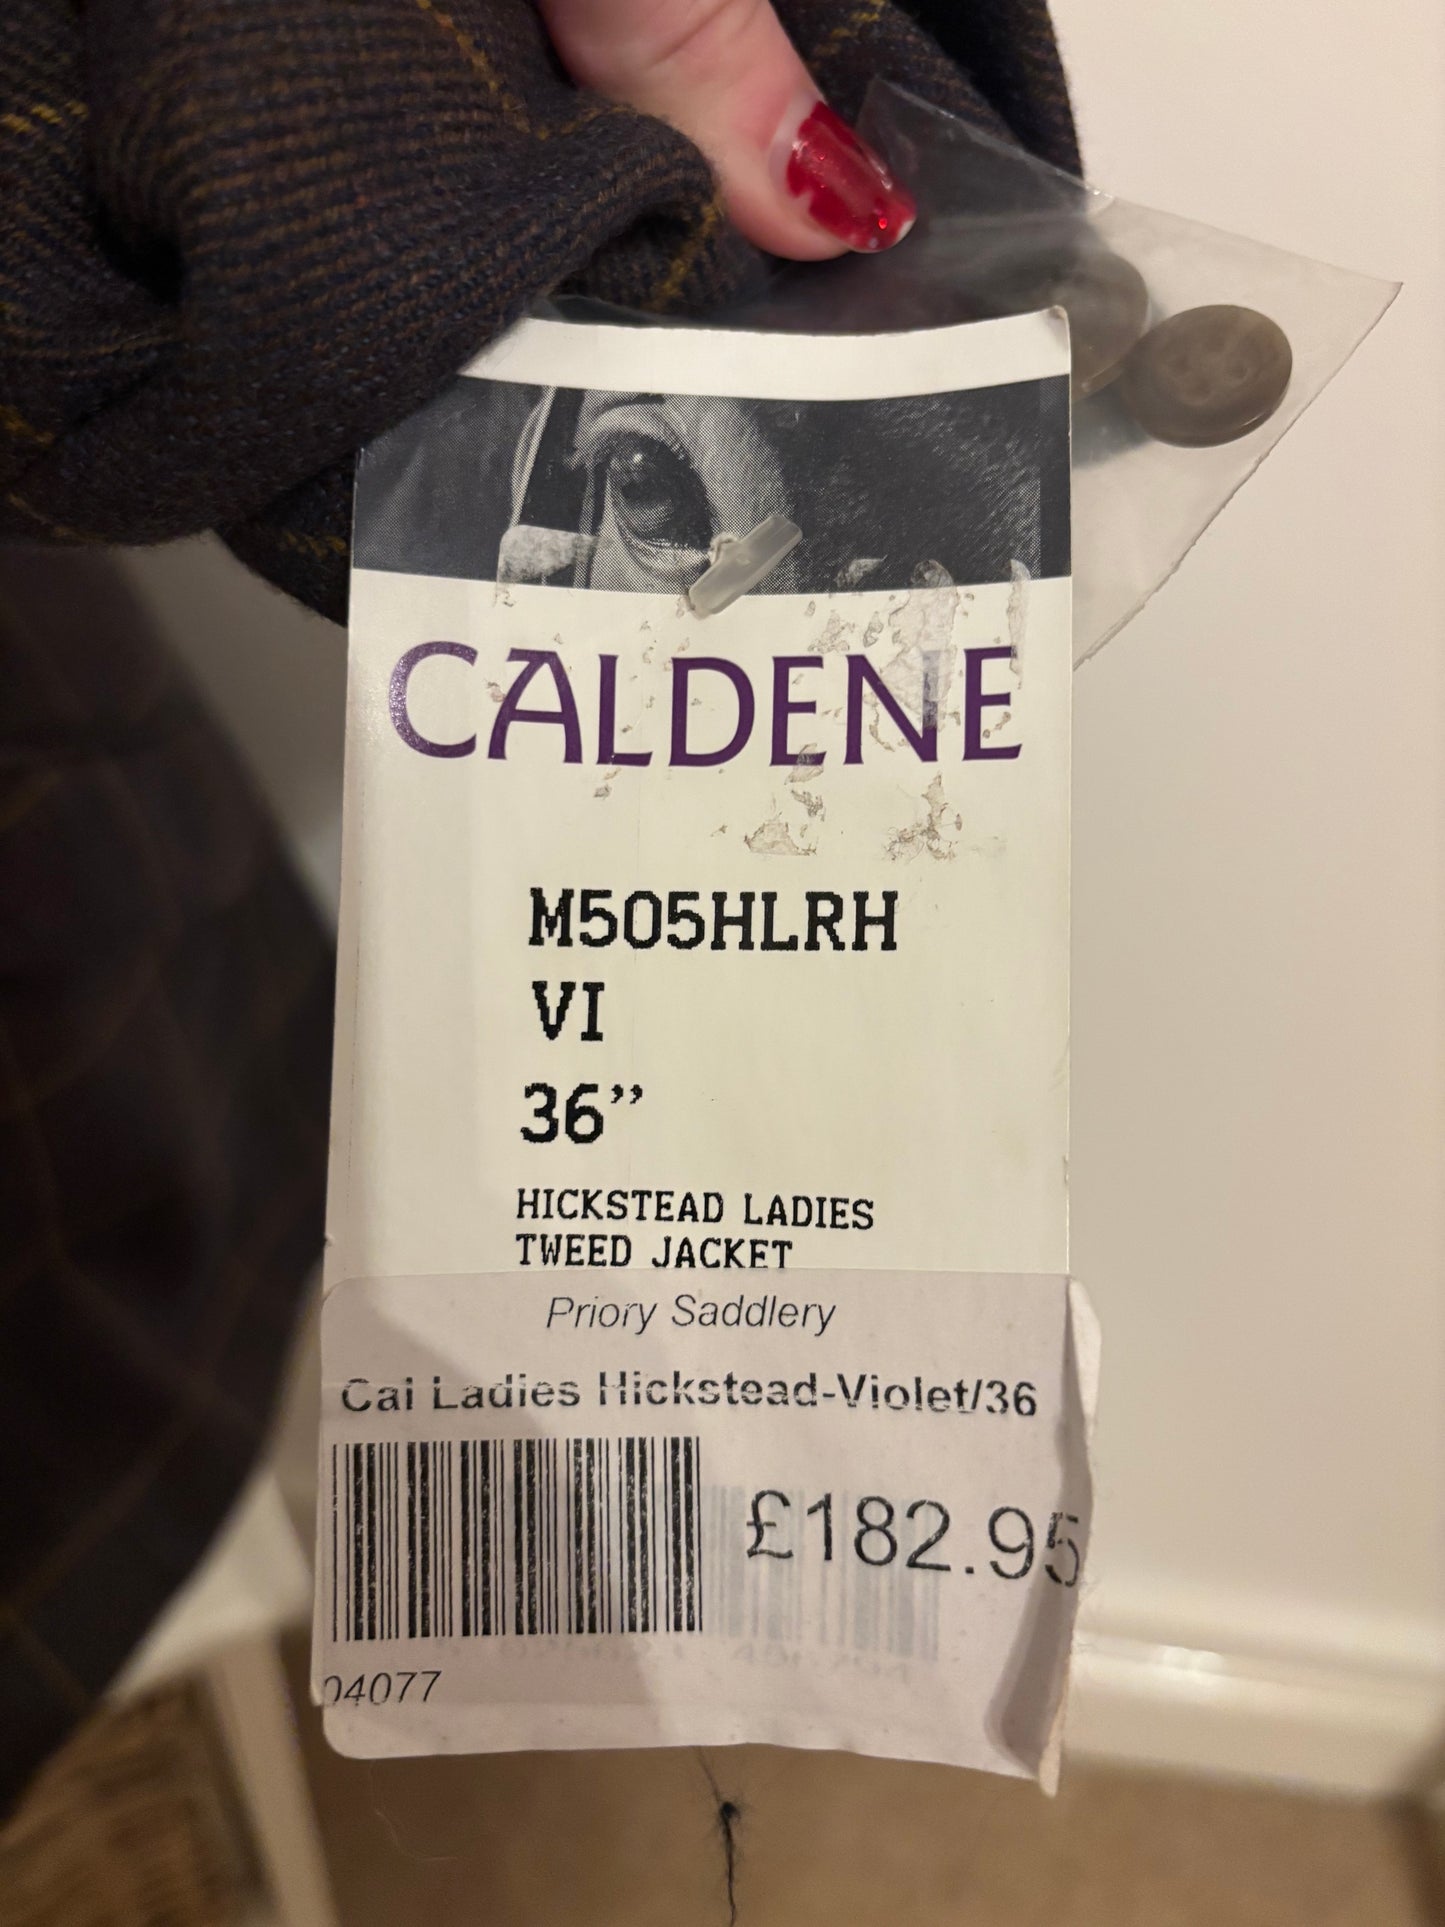 CALDENE
M505HLRH
VI
36”
HICKSTEAD LADIES
TWEED JACKET
Priory Saddlery
Cal Ladies Hickstead-Violet/36
£182.95
04077